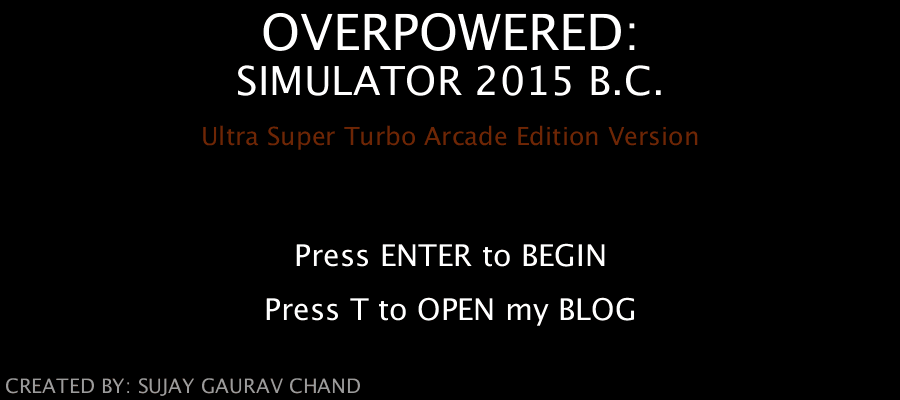 OVERPOWERED:
SIMULATOR 2015 B.C.
Ultra Super Turbo Arcade Edition Version
Press ENTER to BEGIN
Press T to OPEN my BLOG
CREATED BY: SUJAY GAURAV CHAND